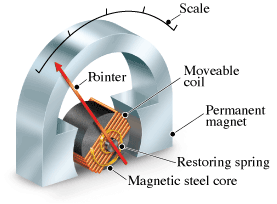 Scale
Pointer
Moveable
coil
Permanent
magnet
Restoring spring
Magnetic steel core